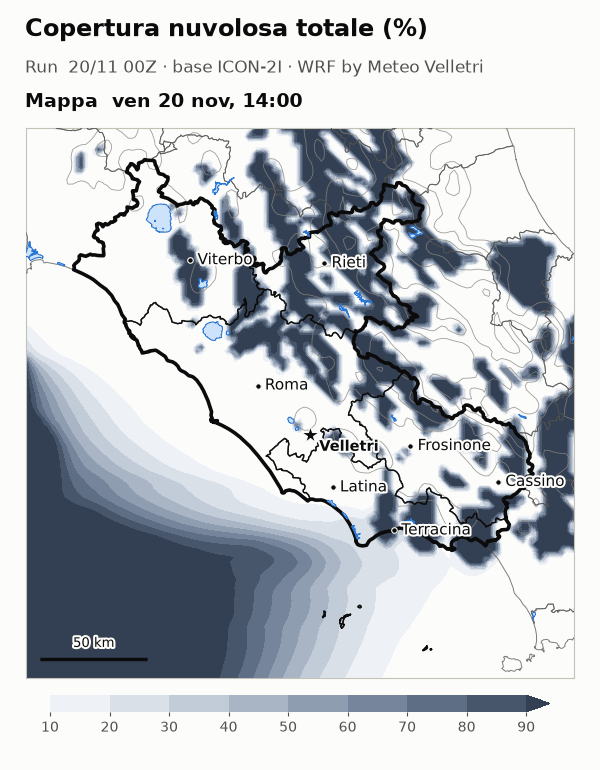 Copertura nuvolosa totale (%)
Run  20/11 00Z · base ICON-2I · WRF by Meteo Velletri
Mappa  ven 20 nov, 14:00
Viterbo
Rieti
Roma
Velletri
Frosinone
Cassino
Latina
Terracina
50 km
10 20 30 40 50 60 70 80 90